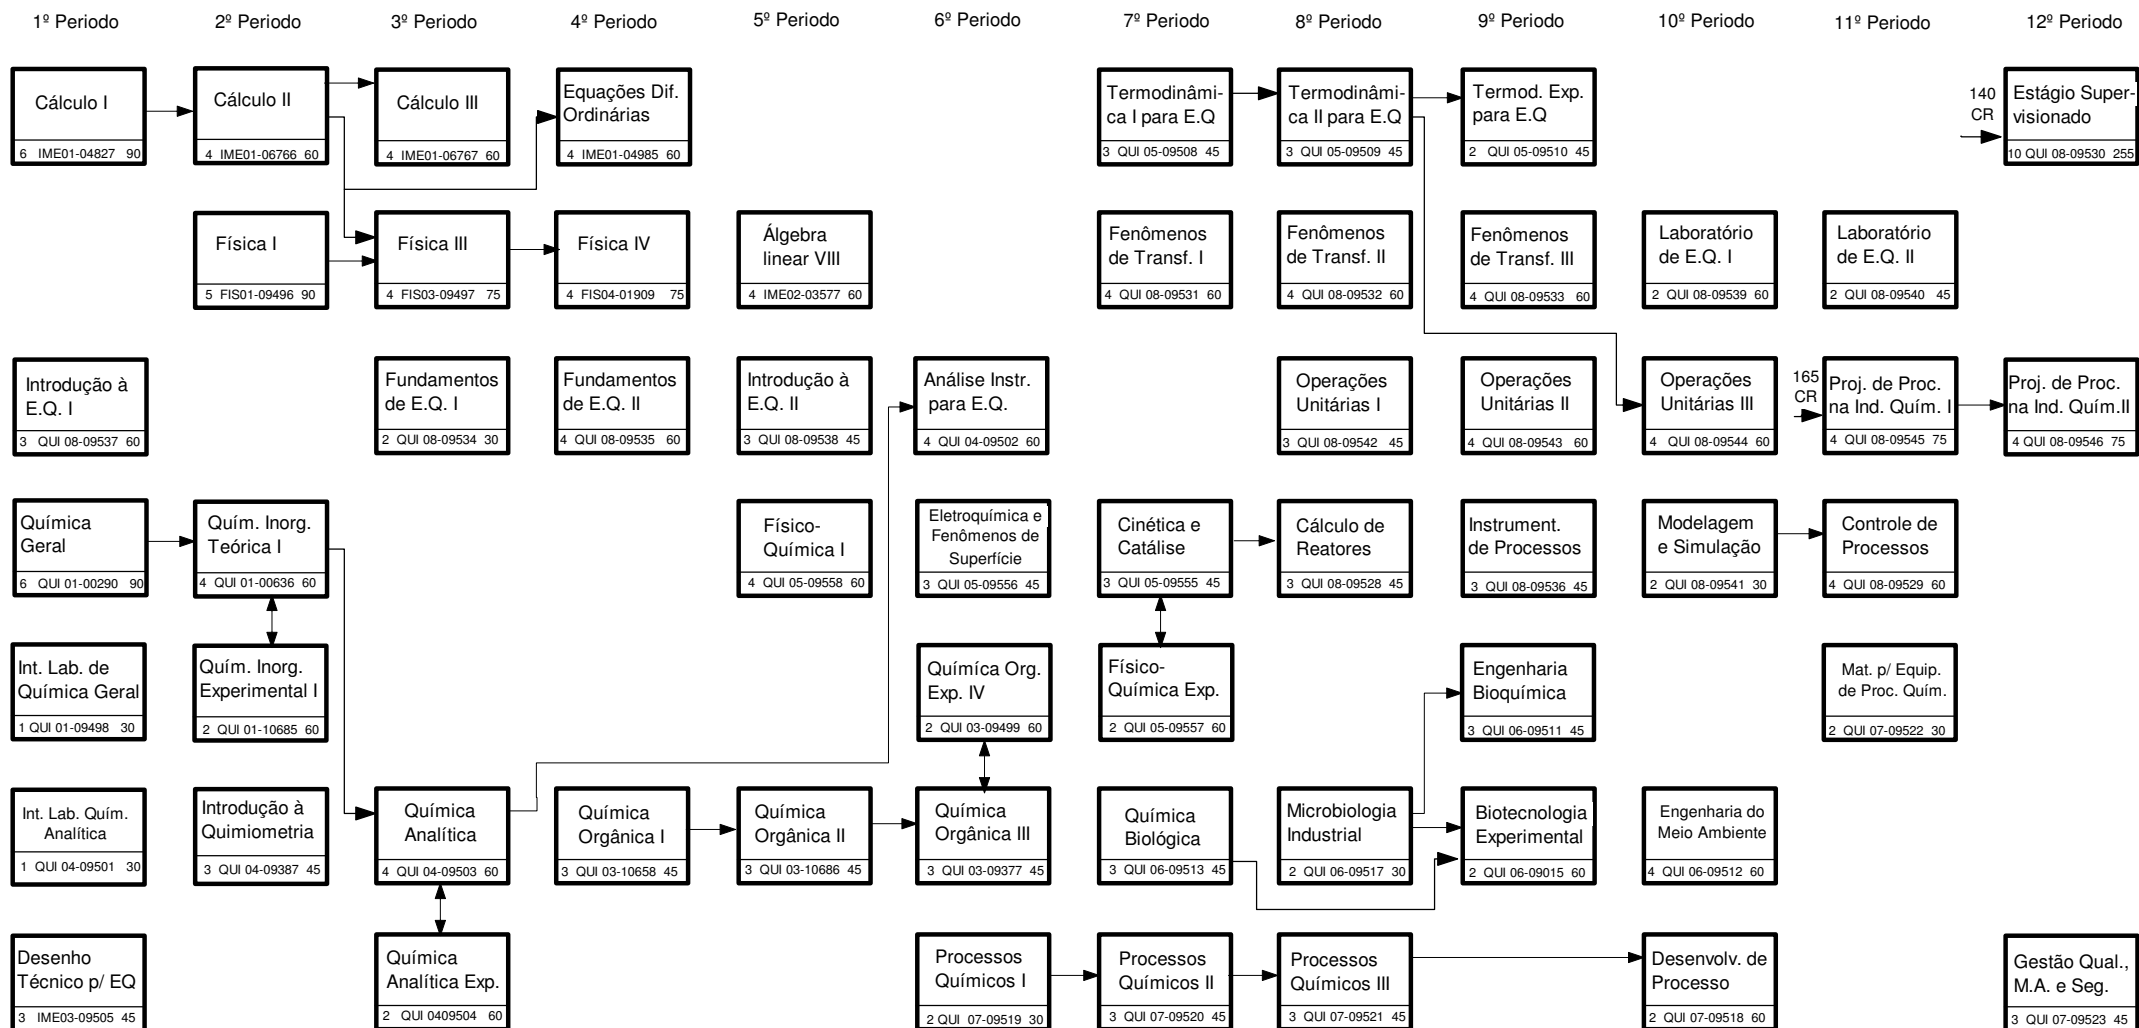 1º Periodo 2º Periodo 3º Periodo 4º Periodo 5º Periodo 6º Periodo 7º Periodo 8º Periodo 9º Periodo 10º Periodo 11º Periodo 12º Periodo
Cálculo I
6 IME01-04827 90
Cálculo II
4 IME01-06766 60
Cálculo III
4 IME01-06767 60
Equações Dif.
Ordinárias
4 IME01-04985 60
Termodinâmi-
ca I para E.Q
3 QUI 05-09508 45
Termodinâmi-
ca II para E.Q
3 QUI 05-09509 45
Termod. Exp.
para E.Q
2 QUI 05-09510 45
140
CR
Estágio Super-
visionado
10 QUI 08-09530 255
Física I
5 FIS01-09496 90
Física III
4 FIS03-09497 75
Física IV
4 FIS04-01909 75
Álgebra
linear VIII
4 IME02-03577 60
Fenômenos
de Transf. I
4 QUI 08-09531 60
Fenômenos
de Transf. II
4 QUI 08-09532 60
Fenômenos
de Transf. III
4 QUI 08-09533 60
Laboratório
de E.Q. I
2 QUI 08-09539 60
Laboratório
de E.Q. II
2 QUI 08-09540 45
Introdução à
E.Q. I
3 QUI 08-09537 60
Fundamentos
de E.Q. I
2 QUI 08-09534 30
Fundamentos
de E.Q. II
4 QUI 08-09535 60
Introdução à
E.Q. II
3 QUI 08-09538 45
Análise Instr.
para E.Q.
4 QUI 04-09502 60
Operações
Unitárias I
3 QUI 08-09542 45
Operações
Unitárias II
4 QUI 08-09543 60
Operações
Unitárias III
4 QUI 08-09544 60
165
CR
Proj. de Proc.
na Ind. Quím. I
4 QUI 08-09545 75
Proj. de Proc.
na Ind. Quím.II
4 QUI 08-09546 75
Química
Geral
6 QUI 01-00290 90
Quím. Inorg.
Teórica I
4 QUI 01-00636 60
Físico-
Química I
4 QUI 05-09558 60
Eletroquímica e
Fenômenos de
Superfície
3 QUI 05-09556 45
Cinética e
Catálise
3 QUI 05-09555 45
Cálculo de
Reatores
3 QUI 08-09528 45
Instrument.
de Processos
3 QUI 08-09536 45
Modelagem
e Simulação
2 QUI 08-09541 30
Controle de
Processos
4 QUI 08-09529 60
Int. Lab. de
Química Geral
1 QUI 01-09498 30
Quím. Inorg.
Experimental I
2 QUI 01-10685 60
Quimíca Org.
Exp. IV
2 QUI 03-09499 60
Físico-
Química Exp.
2 QUI 05-09557 60
Engenharia
Bioquímica
3 QUI 06-09511 45
Mat. p/ Equip.
de Proc. Quím.
2 QUI 07-09522 30
Int. Lab. Quím.
Analítica
1 QUI 04-09501 30
Introdução à
Quimiometria
3 QUI 04-09387 45
Química
Analítica
4 QUI 04-09503 60
Química
Orgânica I
3 QUI 03-10658 45
Química
Orgânica II
3 QUI 03-10686 45
Química
Orgânica III
3 QUI 03-09377 45
Química
Biológica
3 QUI 06-09513 45
Microbiologia
Industrial
2 QUI 06-09517 30
Biotecnologia
Experimental
2 QUI 06-09015 60
Engenharia do
Meio Ambiente
4 QUI 06-09512 60
Desenho
Técnico p/ EQ
3 IME03-09505 45
Química
Analítica Exp.
2 QUI 0409504 60
Processos
Químicos I
2 QUI 07-09519 30
Processos
Químicos II
3 QUI 07-09520 45
Processos
Químicos III
3 QUI 07-09521 45
Desenvolv. de
Processo
2 QUI 07-09518 60
Gestão Qual.,
M.A. e Seg.
3 QUI 07-09523 45